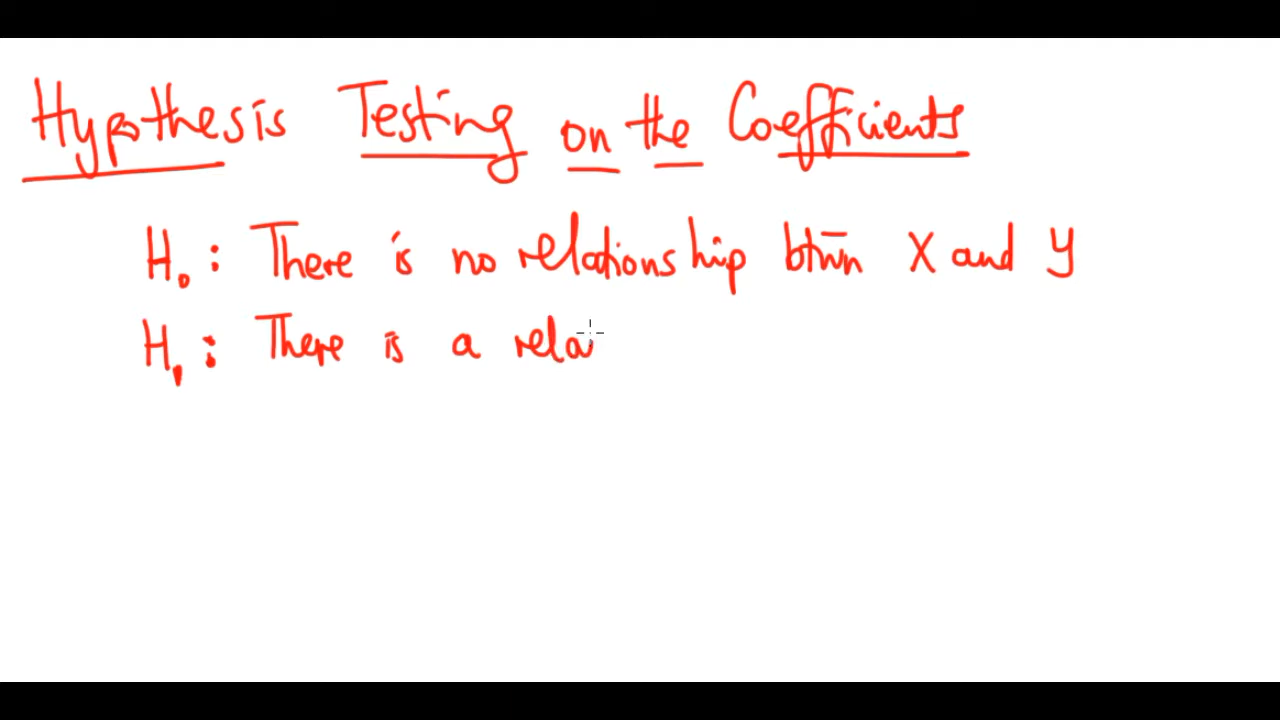 Hypothesis Testing on the Coefficients
H₀: There is no relationship btwn X and Y
H₁: There is a rela